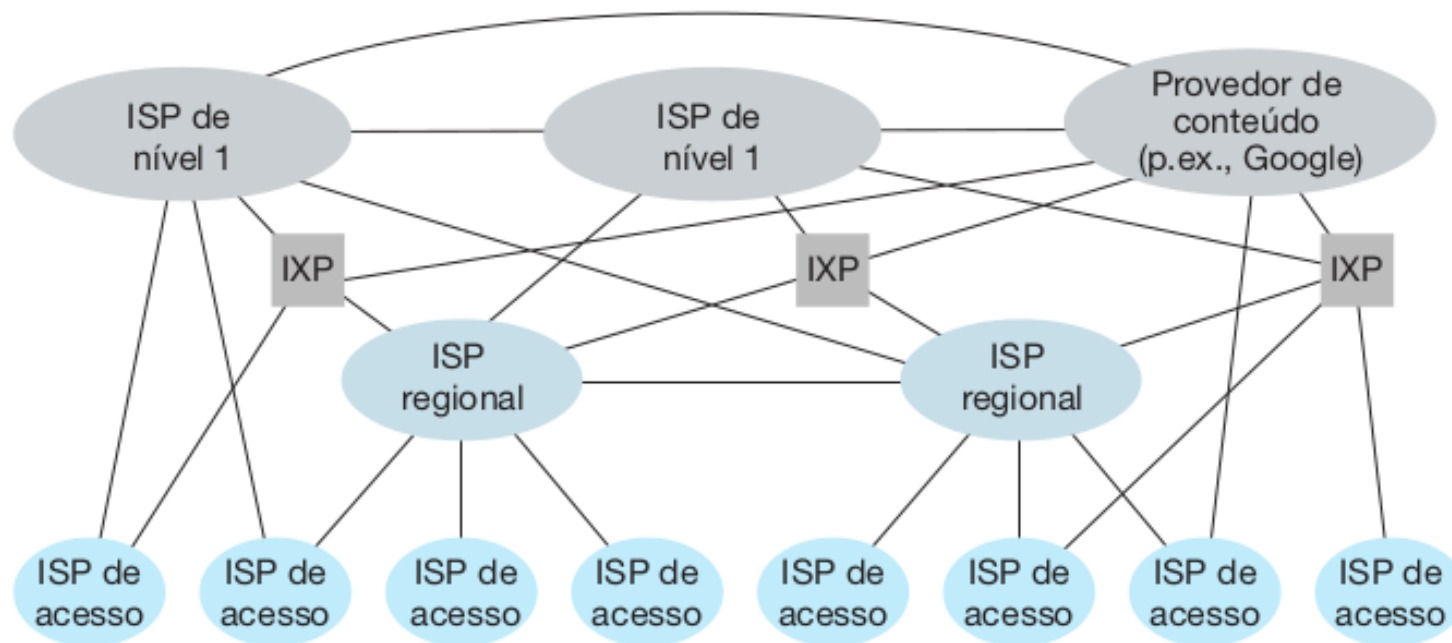 ISP de
nível 1
ISP de
nível 1
Provedor de
conteúdo
(p.ex., Google)
IXP
IXP
IXP
ISP
regional
ISP
regional
ISP de
acesso
ISP de
acesso
ISP de
acesso
ISP de
acesso
ISP de
acesso
ISP de
acesso
ISP de
acesso
ISP de
acesso